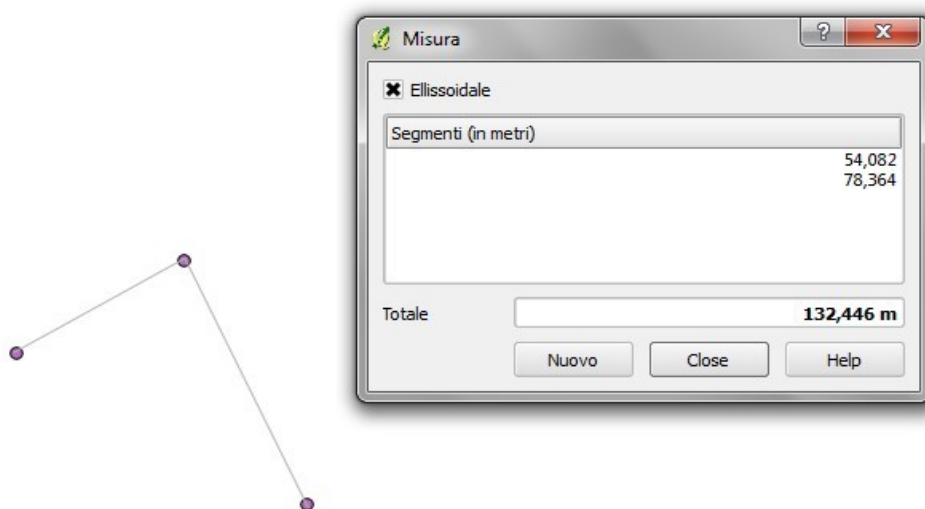 Misura
Ellissoidale
Segmenti (in metri)
54,082
78,364
Totale 132,446 m
Nuovo Close Help